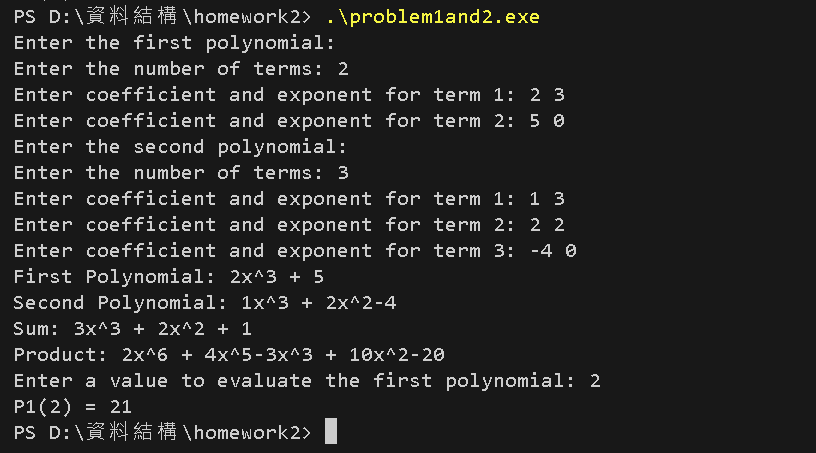 PS D:\資料結構\homework2> .\problem1and2.exe
Enter the first polynomial:
Enter the number of terms: 2
Enter coefficient and exponent for term 1: 2 3
Enter coefficient and exponent for term 2: 5 0
Enter the second polynomial:
Enter the number of terms: 3
Enter coefficient and exponent for term 1: 1 3
Enter coefficient and exponent for term 2: 2 2
Enter coefficient and exponent for term 3: -4 0
First Polynomial: 2x^3 + 5
Second Polynomial: 1x^3 + 2x^2-4
Sum: 3x^3 + 2x^2 + 1
Product: 2x^6 + 4x^5-3x^3 + 10x^2-20
Enter a value to evaluate the first polynomial: 2
P1(2) = 21
PS D:\資料結構\homework2>